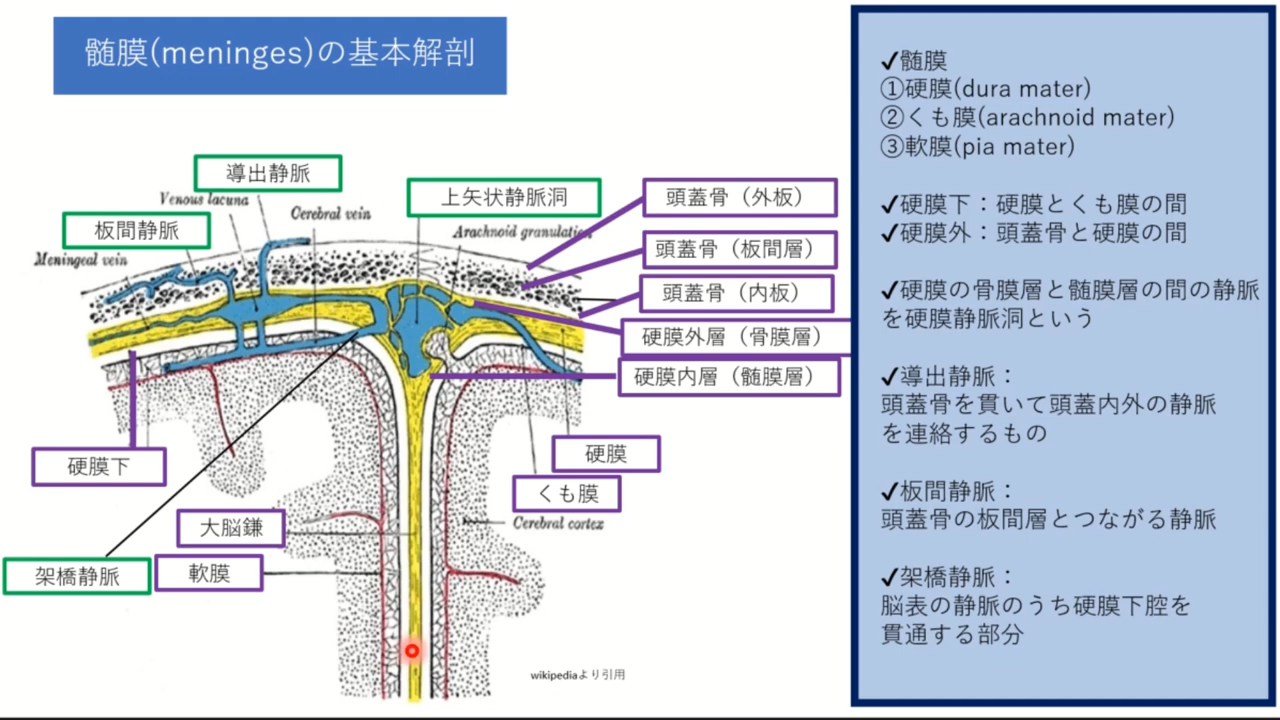 髄膜(meninges)の基本解剖
導出静脈
Venous lacuna
上矢状静脈洞
Cerebral vein
板間静脈
Arachnoid granulation
Meningeal vein
頭蓋骨（外板）
頭蓋骨（板間層）
頭蓋骨（内板）
硬膜外層（骨膜層）
硬膜内層（髄膜層）
硬膜
硬膜下
くも膜
大脳鎌
Cerebral cortex
架橋静脈
軟膜
wikipediaより引用
✓髄膜
①硬膜(dura mater)
②くも膜(arachnoid mater)
③軟膜(pia mater)
✓硬膜下：硬膜とくも膜の間
✓硬膜外：頭蓋骨と硬膜の間
✓硬膜の骨膜層と髄膜層の間の静脈
を硬膜静脈洞という
✓導出静脈：
頭蓋骨を貫いて頭蓋内外の静脈
を連絡するもの
✓板間静脈：
頭蓋骨の板間層とつながる静脈
✓架橋静脈：
脳表の静脈のうち硬膜下腔を
貫通する部分